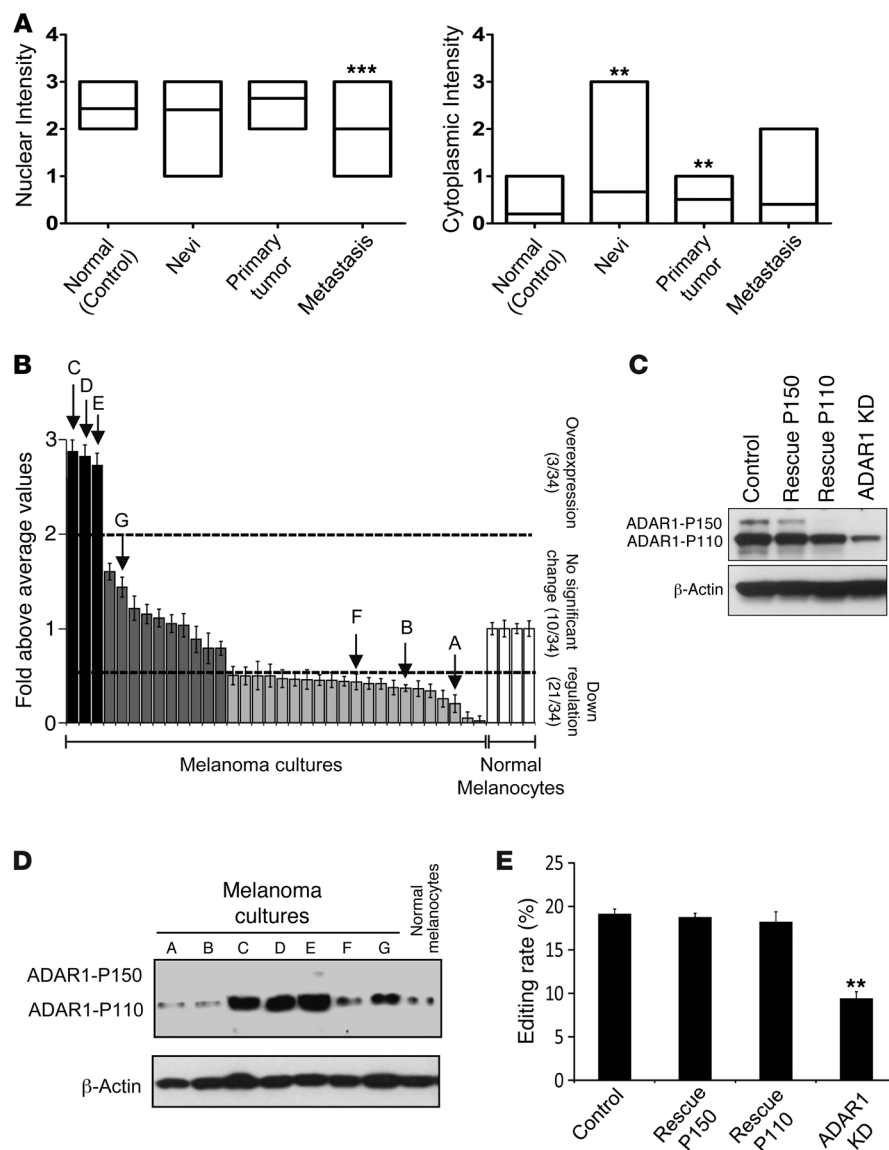 A
Nuclear Intensity
4
3
2
1
0
***
Normal
(Control)
Nevi
Primary
tumor
Metastasis
Cytoplasmic Intensity
4
3
2
1
0
**
**
Normal
(Control)
Nevi
Primary
tumor
Metastasis
B
Fold above average values
3
2
1
0
C
D
E
G
F
B
A
Overexpression
(3/34)
No significant
change (10/34)
Down
regulation
(21/34)
Melanoma cultures
Normal
Melanocytes
C
Control
Rescue P150
Rescue P110
ADAR1 KD
ADAR1-P150
ADAR1-P110
β-Actin
D
Melanoma
cultures
Normal
melanocytes
A B C D E F G
ADAR1-P150
ADAR1-P110
β-Actin
E
Editing rate (%)
25
20
15
10
5
0
**
Control
Rescue
P150
Rescue
P110
ADAR1
KD